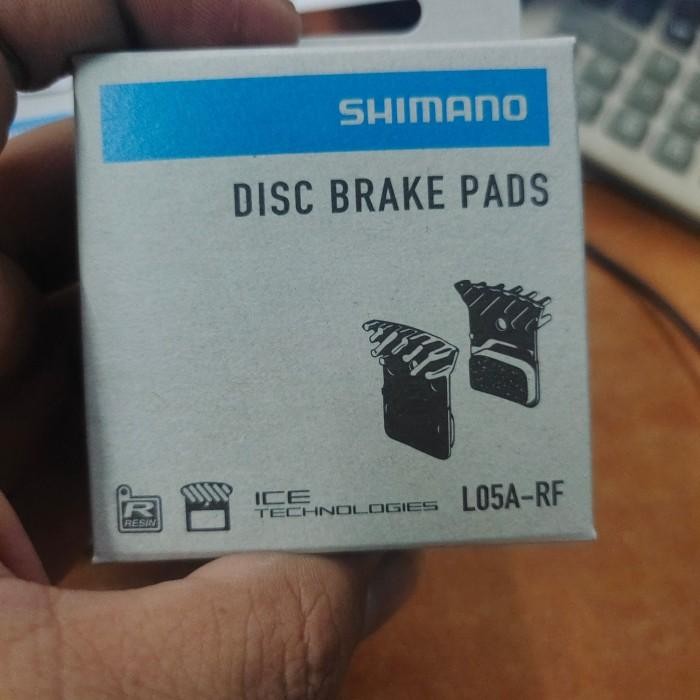 SHIMANO
DISC BRAKE PADS
R
RESIN
ICE
TECHNOLOGIES
L05A-RF